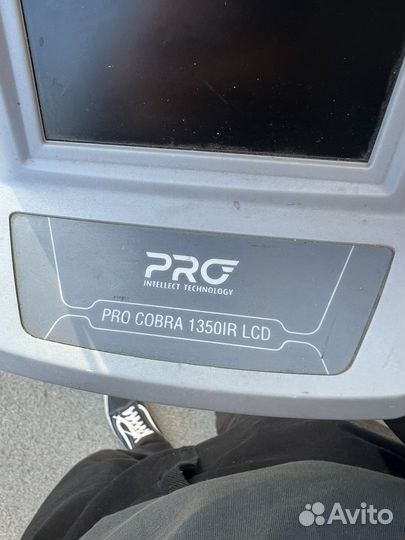 PRO
INTELLECT TECHNOLOGY
PRO COBRA 1350IR LCD
Avito